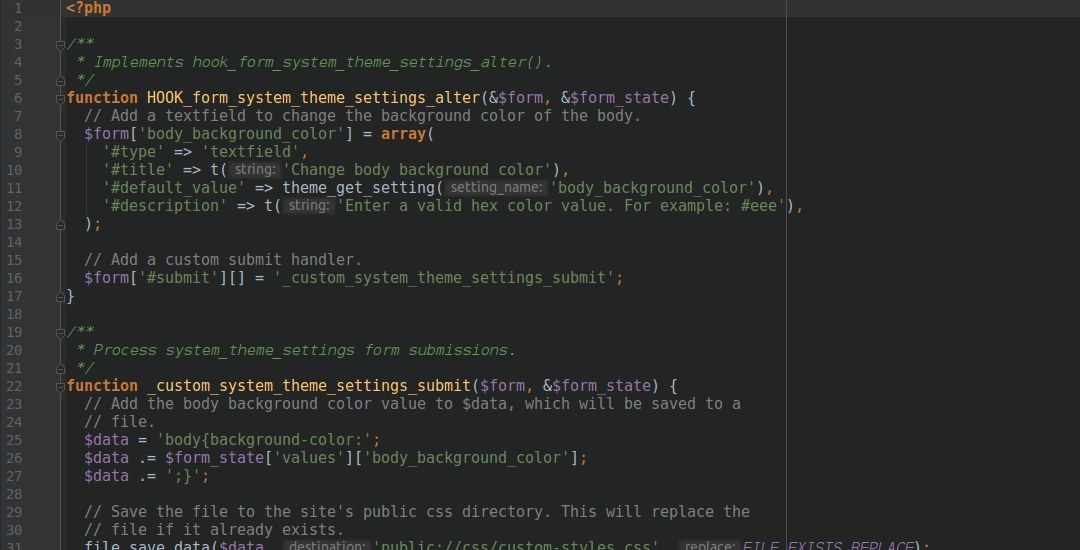 1 <?php
2
3 /**
4  * Implements hook_form_system_theme_settings_alter().
5  */
6 function HOOK_form_system_theme_settings_alter(&$form, &$form_state) {
7   // Add a textfield to change the background color of the body.
8   $form['body_background_color'] = array(
9     '#type' => 'textfield',
10     '#title' => t( string: 'Change body background color'),
11     '#default_value' => theme_get_setting( setting_name: 'body_background_color'),
12     '#description' => t( string: 'Enter a valid hex color value. For example: #eee'),
13   );
14
15   // Add a custom submit handler.
16   $form['#submit'][] = '_custom_system_theme_settings_submit';
17 }
18
19 /**
20  * Process system_theme_settings form submissions.
21  */
22 function _custom_system_theme_settings_submit($form, &$form_state) {
23   // Add the body background color value to $data, which will be saved to a
24   // file.
25   $data = 'body{background-color:';
26   $data .= $form_state['values']['body_background_color'];
27   $data .= ';}';
28
29   // Save the file to the site's public css directory. This will replace the
30   // file if it already exists.
31   file_save_data($data, destination: 'public://css/custom-styles.css', replace: FILE_EXISTS_REPLACE);